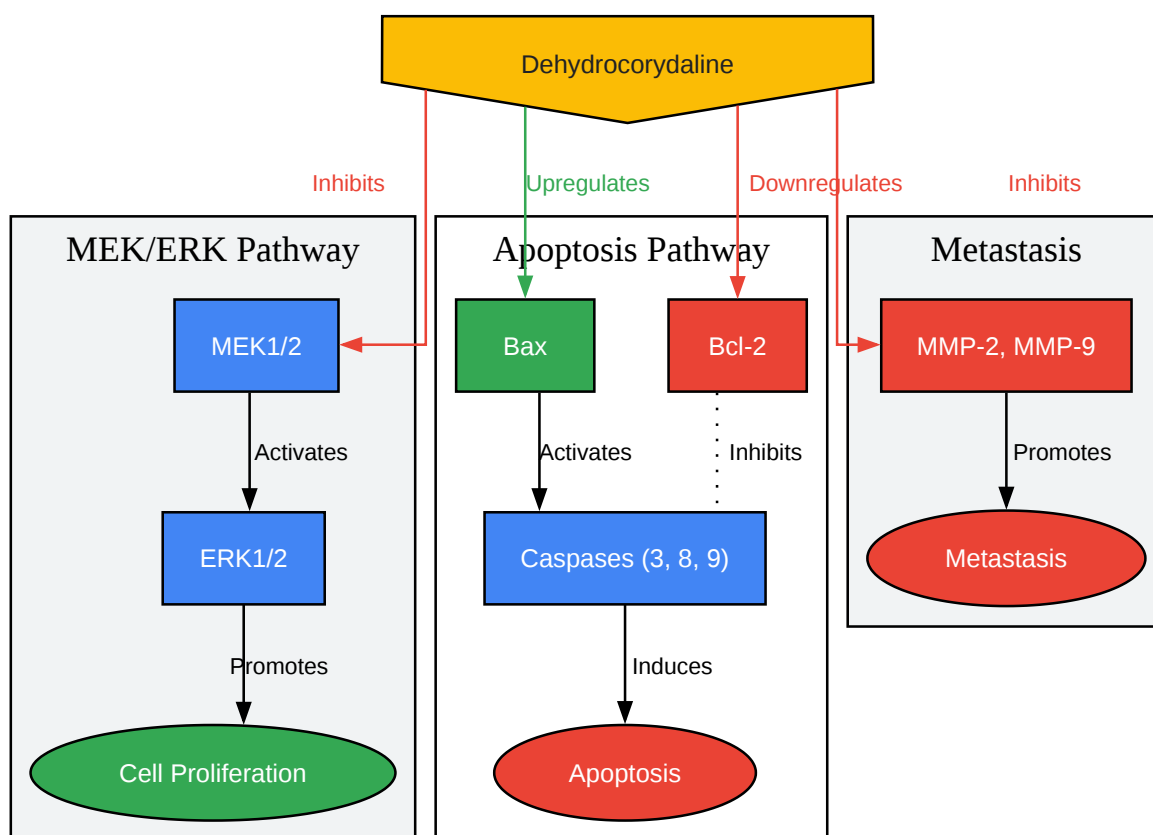 Dehydrocorydaline
Inhibits
Upregulates
Downregulates
Inhibits
MEK/ERK Pathway
Apoptosis Pathway
Metastasis
MEK1/2
Bax
Bcl-2
MMP-2, MMP-9
Activates
Activates
Inhibits
Promotes
ERK1/2
Caspases (3, 8, 9)
Metastasis
Promotes
Induces
Cell Proliferation
Apoptosis